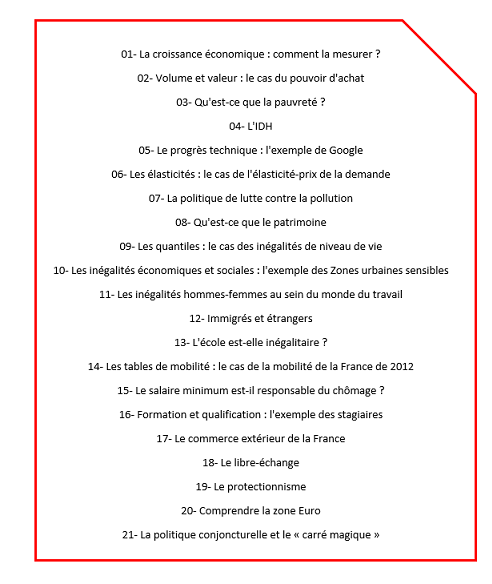 01- La croissance économique : comment la mesurer ?
02- Volume et valeur : le cas du pouvoir d'achat
03- Qu'est-ce que la pauvreté ?
04- L'IDH
05- Le progrès technique : l'exemple de Google
06- Les élasticités : le cas de l'élasticité-prix de la demande
07- La politique de lutte contre la pollution
08- Qu'est-ce que le patrimoine
09- Les quantiles : le cas des inégalités de niveau de vie
10- Les inégalités économiques et sociales : l'exemple des Zones urbaines sensibles
11- Les inégalités hommes-femmes au sein du monde du travail
12- Immigrés et étrangers
13- L'école est-elle inégalitaire ?
14- Les tables de mobilité : le cas de la mobilité de la France de 2012
15- Le salaire minimum est-il responsable du chômage ?
16- Formation et qualification : l'exemple des stagiaires
17- Le commerce extérieur de la France
18- Le libre-échange
19- Le protectionnisme
20- Comprendre la zone Euro
21- La politique conjoncturelle et le « carré magique »